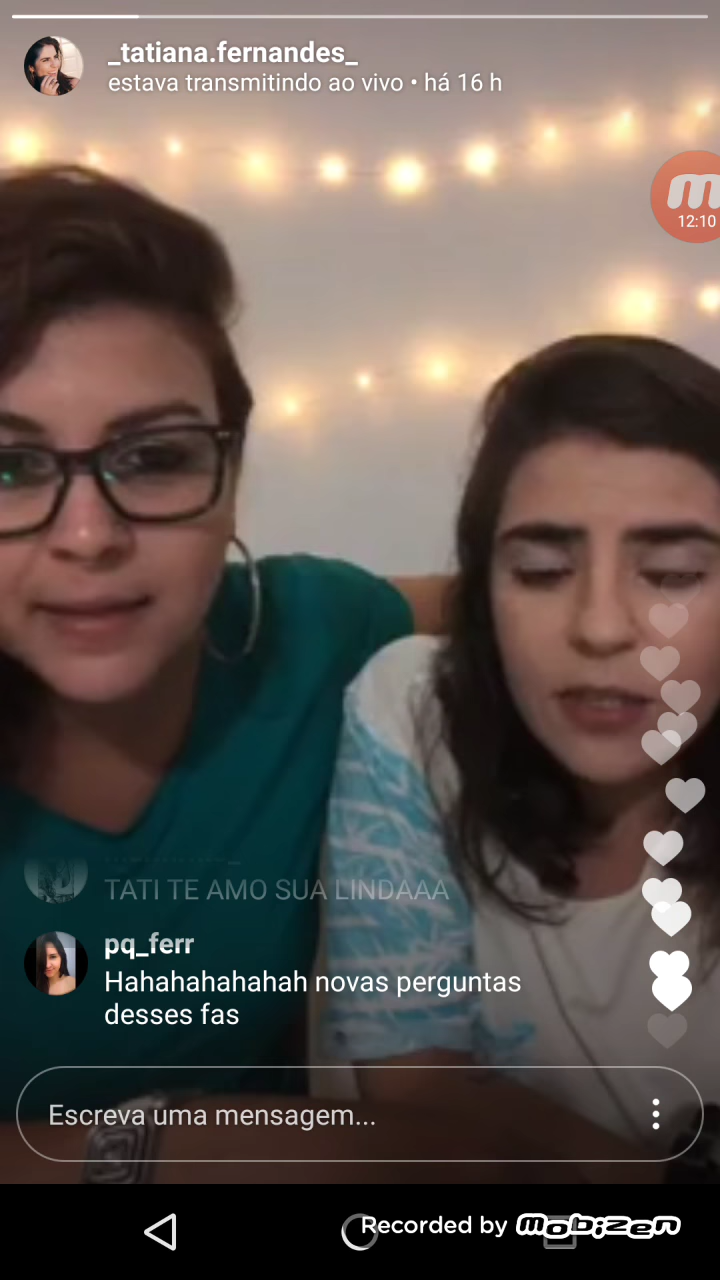 _tatiana.fernandes_
estava transmitindo ao vivo • há 16 h
12:10
TATI TE AMO SUA LINDAAA
pq_ferr
Hahahahahahah novas perguntas
desses fas
Escreva uma mensagem...
Recorded by mobizen